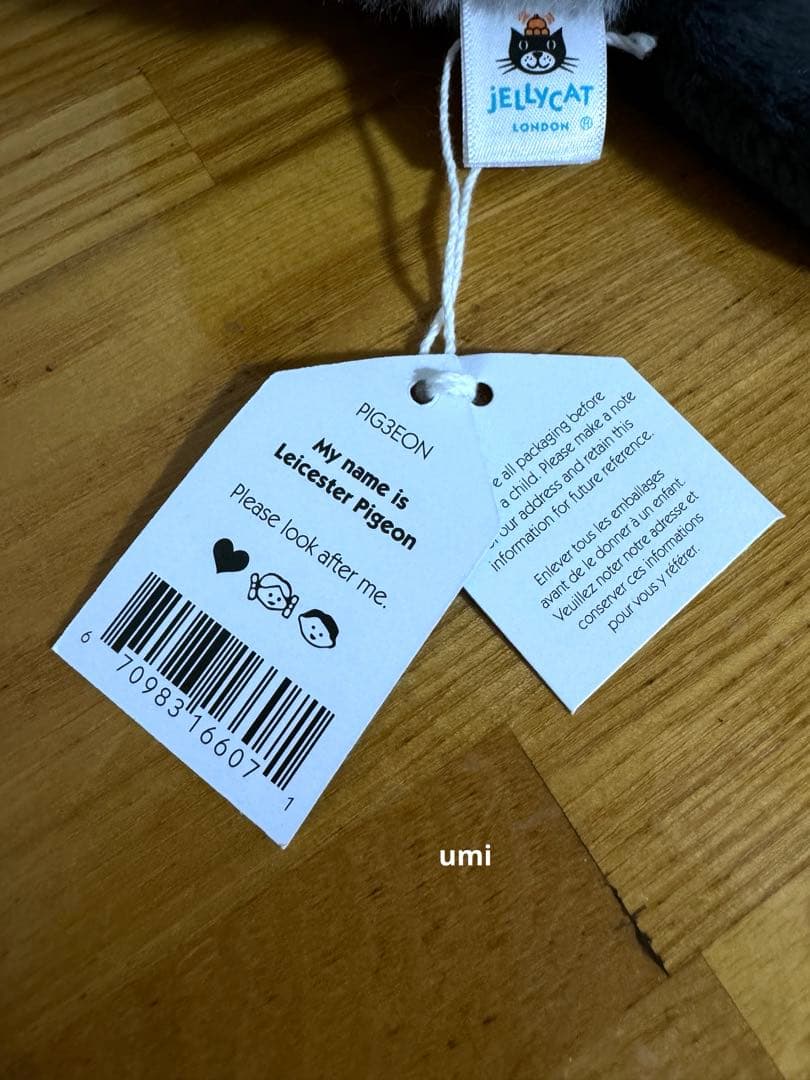 JELLYCAT
LONDON ®
PIG3EON
My name is
Leicester Pigeon
Please look after me.
6 70983 16607 1
e all packaging before
a child. Please make a note
our address and retain this
information for future reference.
Enlever tous les emballages
avant de le donner à un enfant.
Veuillez noter notre adresse et
conserver ces informations
pour vous y référer.
umi